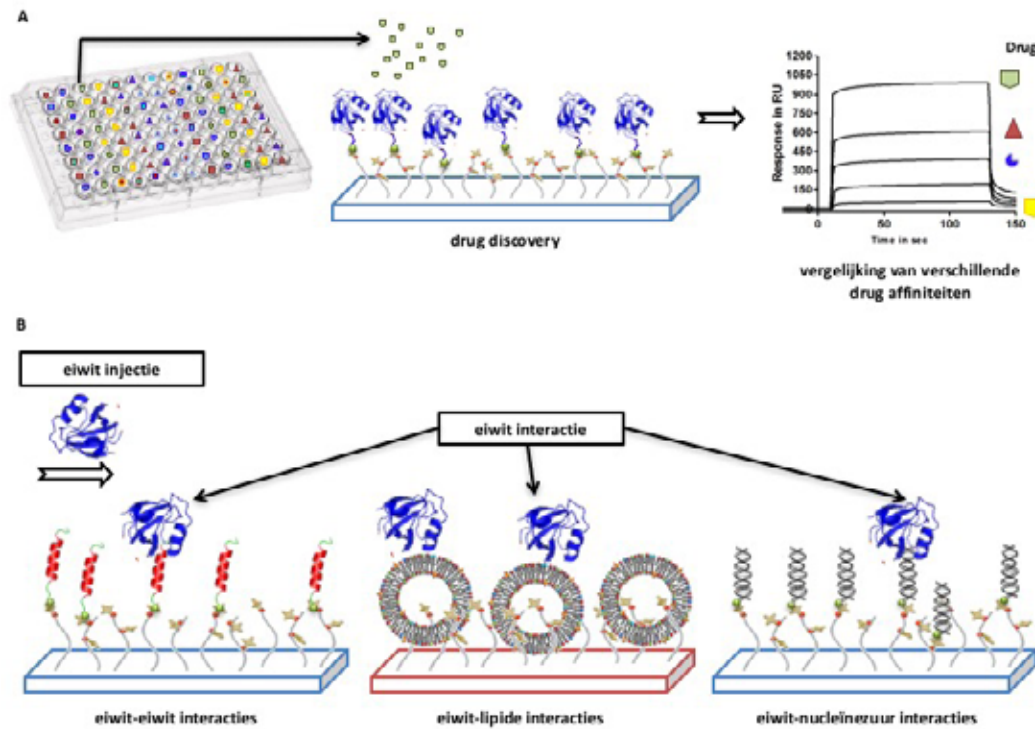 A
drug discovery
Response in RU
1200
1050
900
750
600
450
300
150
0
0
50
100
150
Time in sec
Drug
vergelijking van verschillende
drug affiniteiten
B
eiwit injectie
eiwit interactie
eiwit-eiwit interacties
eiwit-lipide interacties
eiwit-nucleïnezuur interacties